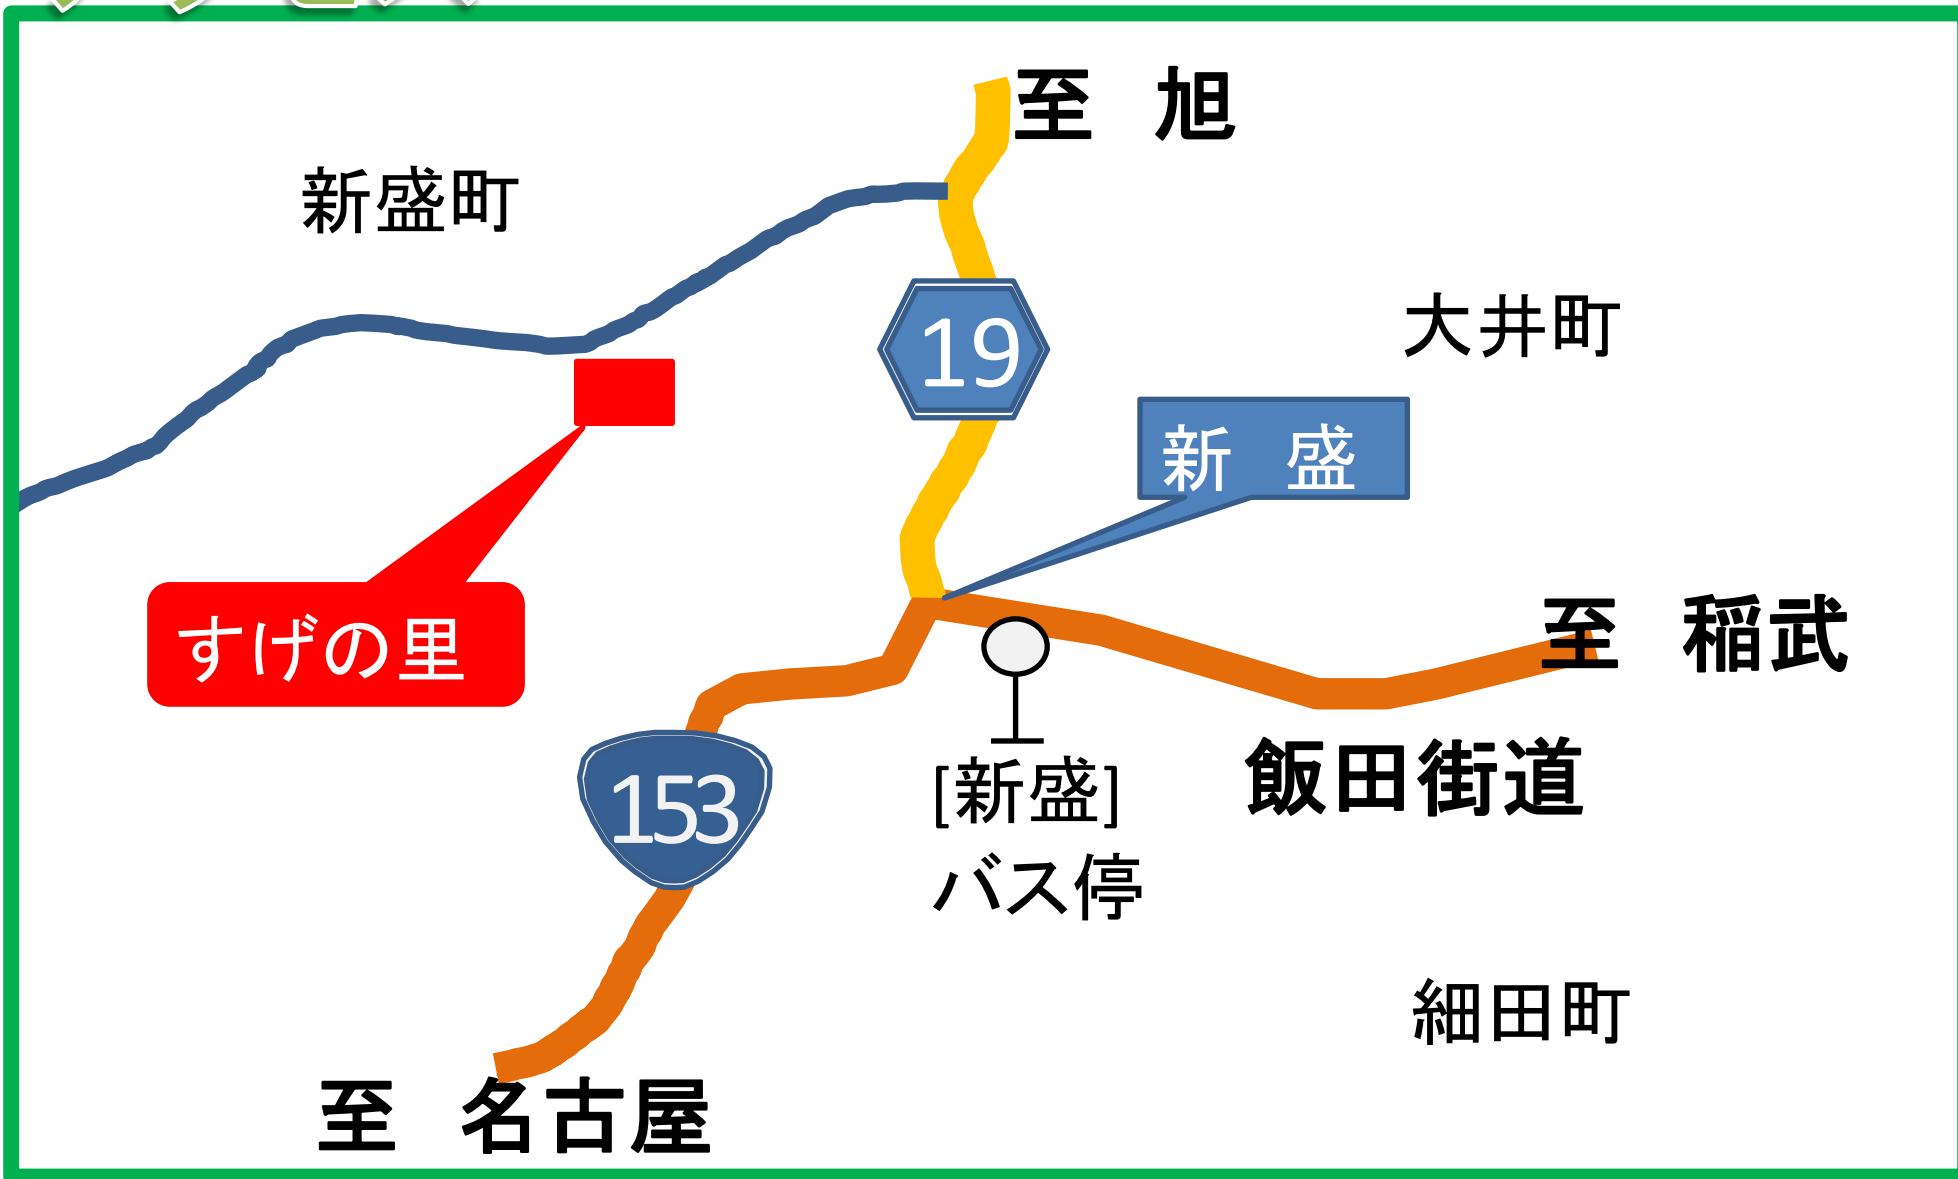 至 旭
新盛町
19
大井町
新 盛
すげの里
至 稲武
153
[新盛]
バス停
飯田街道
細田町
至 名古屋